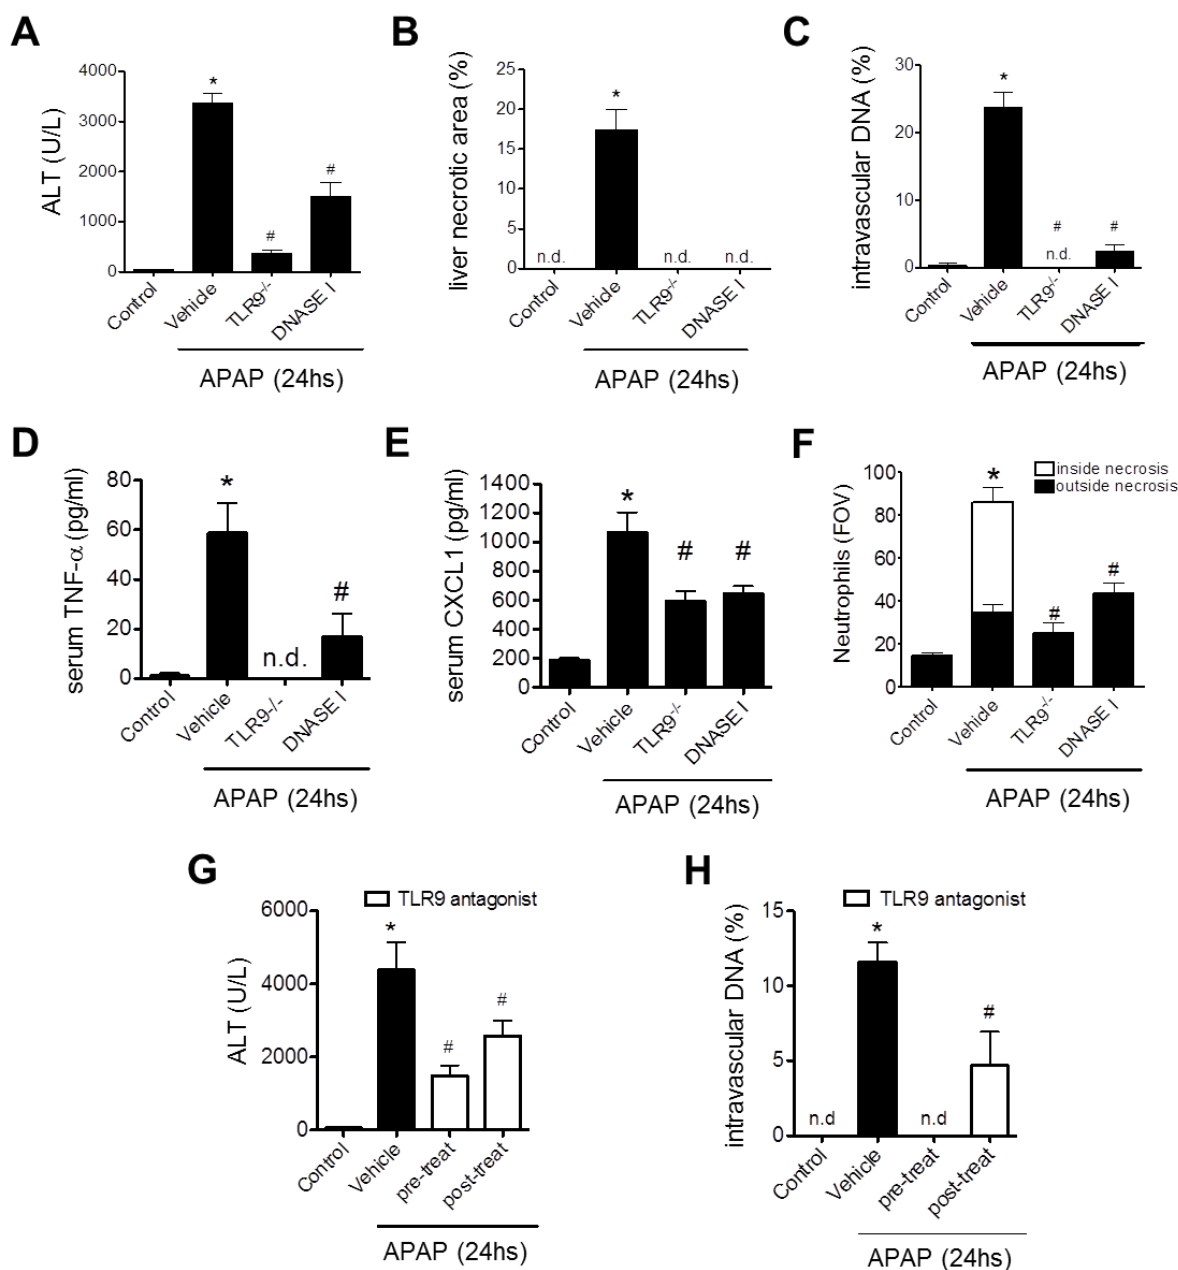 A
ALT (U/L)
4000
3000
2000
1000
0
*
#
#
Control
Vehicle
TLR9-/-
DNASE I
APAP (24hs)
B
liver necrotic area (%)
25
20
15
10
5
0
n.d.
*
n.d.
n.d.
Control
Vehicle
TLR9-/-
DNASE I
APAP (24hs)
C
intravascular DNA (%)
30
20
10
0
*
#
n.d.
#
Control
Vehicle
TLR9-/-
DNASE I
APAP (24hs)
D
serum TNF-α (pg/ml)
80
60
40
20
0
*
n.d.
#
Control
Vehicle
TLR9-/-
DNASE I
APAP (24hs)
E
serum CXCL1 (pg/ml)
1400
1200
1000
800
600
400
200
0
*
#
#
Control
Vehicle
TLR9-/-
DNASE I
APAP (24hs)
F
inside necrosis
outside necrosis
Neutrophils (FOV)
100
80
60
40
20
0
*
#
#
Control
Vehicle
TLR9-/-
DNASE I
APAP (24hs)
G
TLR9 antagonist
ALT (U/L)
6000
4000
2000
0
*
#
#
Control
Vehicle
pre-treat
post-treat
APAP (24hs)
H
TLR9 antagonist
intravascular DNA (%)
15
10
5
0
n.d
*
n.d
#
Control
Vehicle
pre-treat
post-treat
APAP (24hs)